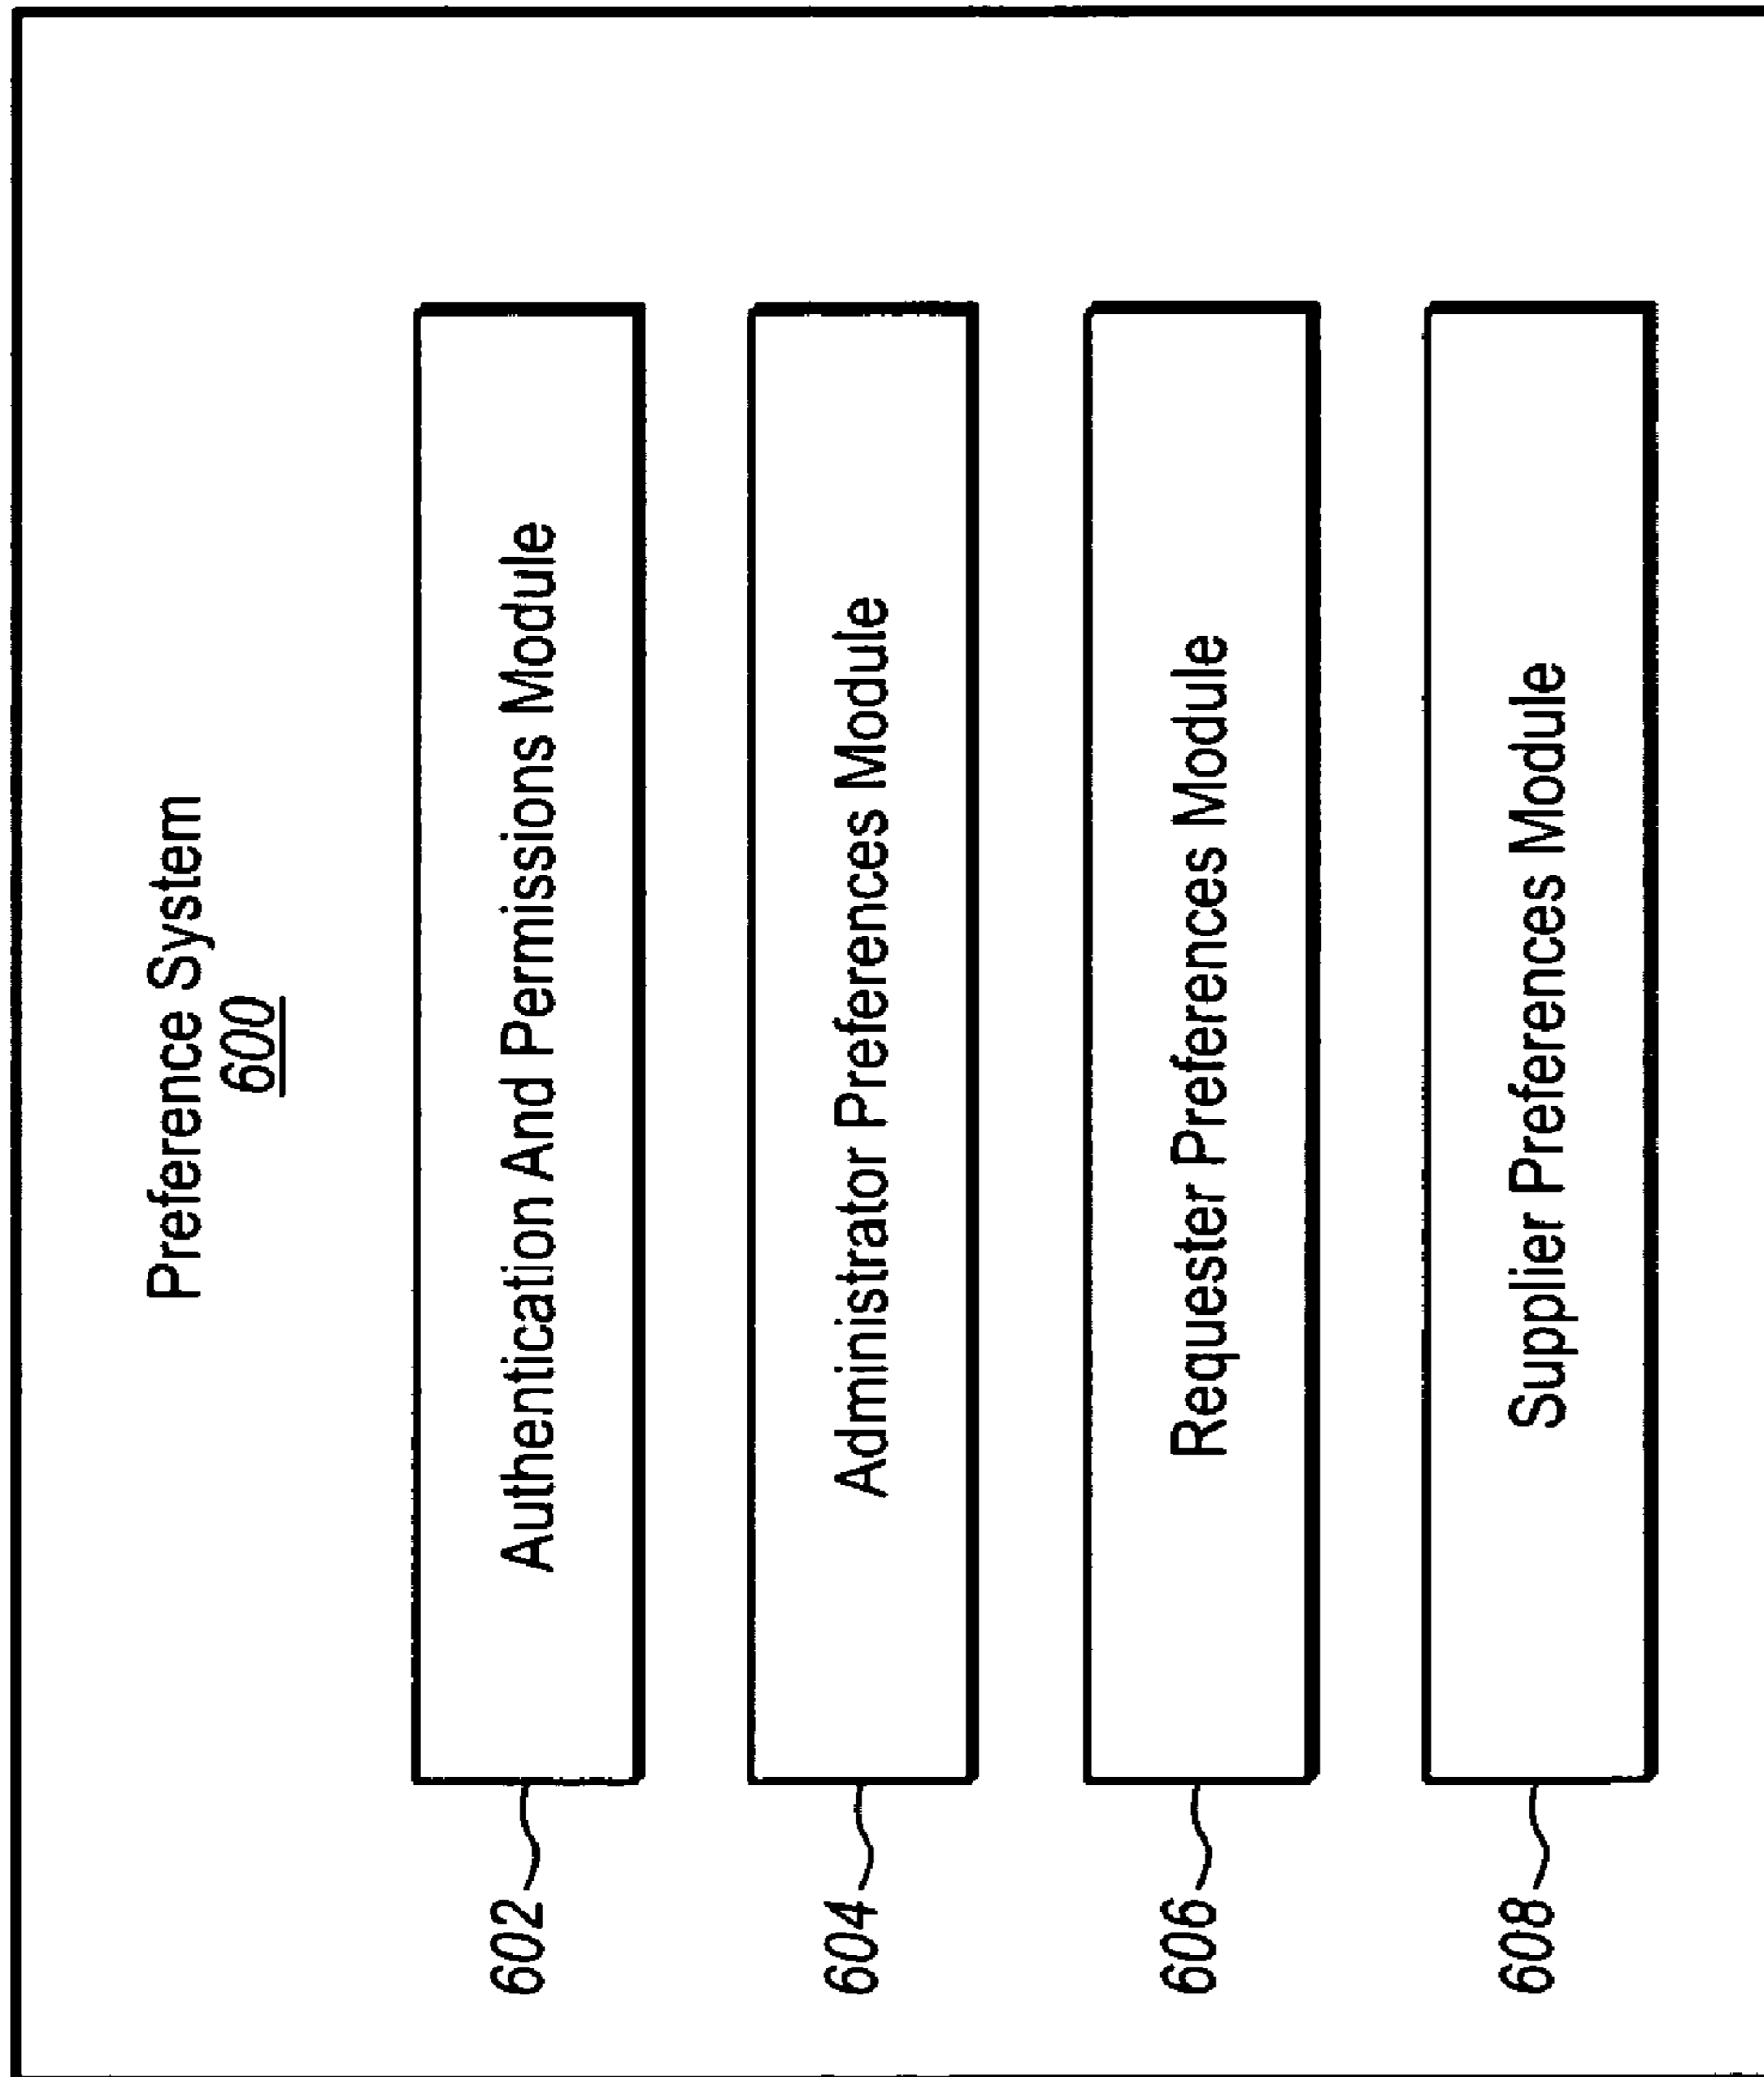 Preference System
600
602
Authentication And Permissions Module
604
Administrator Preferences Module
606
Requester Preferences Module
608
Supplier Preferences Module